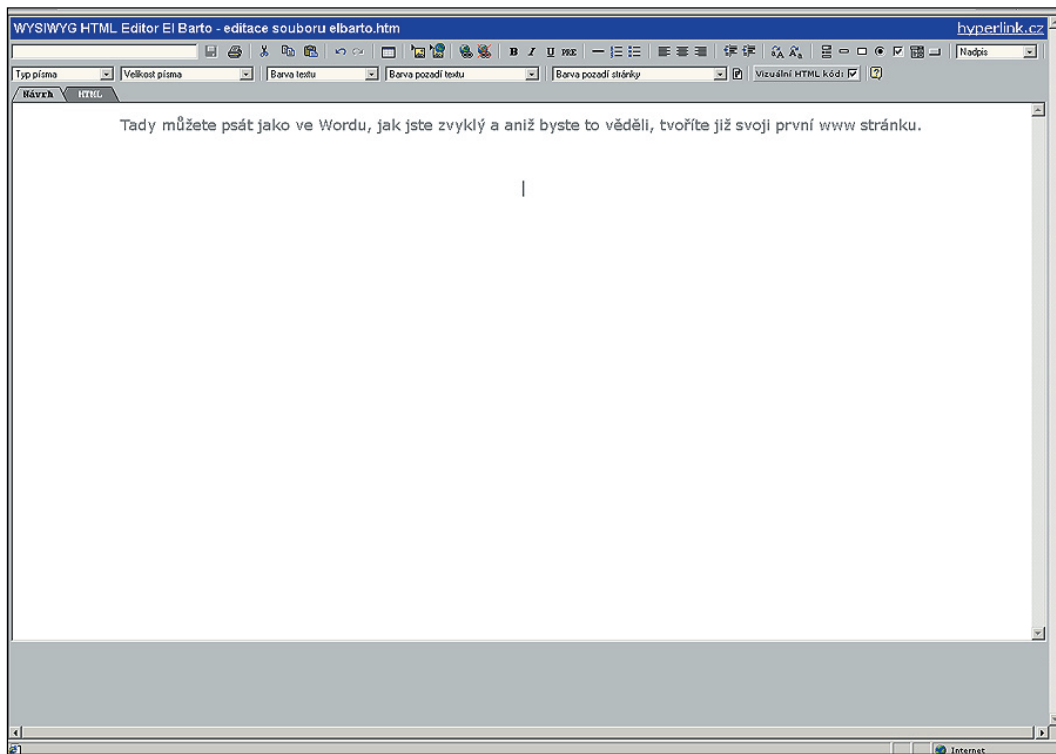 WYSIWYG HTML Editor El Barto - editace souboru elbarto.htm hyperlink.cz
B I U PRE Nadpis
Typ písma Velikost písma Barva textu Barva pozadí textu Barva pozadí stránky Vizuální HTML kód:
Návrh HTML
Tady můžete psát jako ve Wordu, jak jste zvyklý a aniž byste to věděli, tvoříte již svoji první www stránku.
Internet